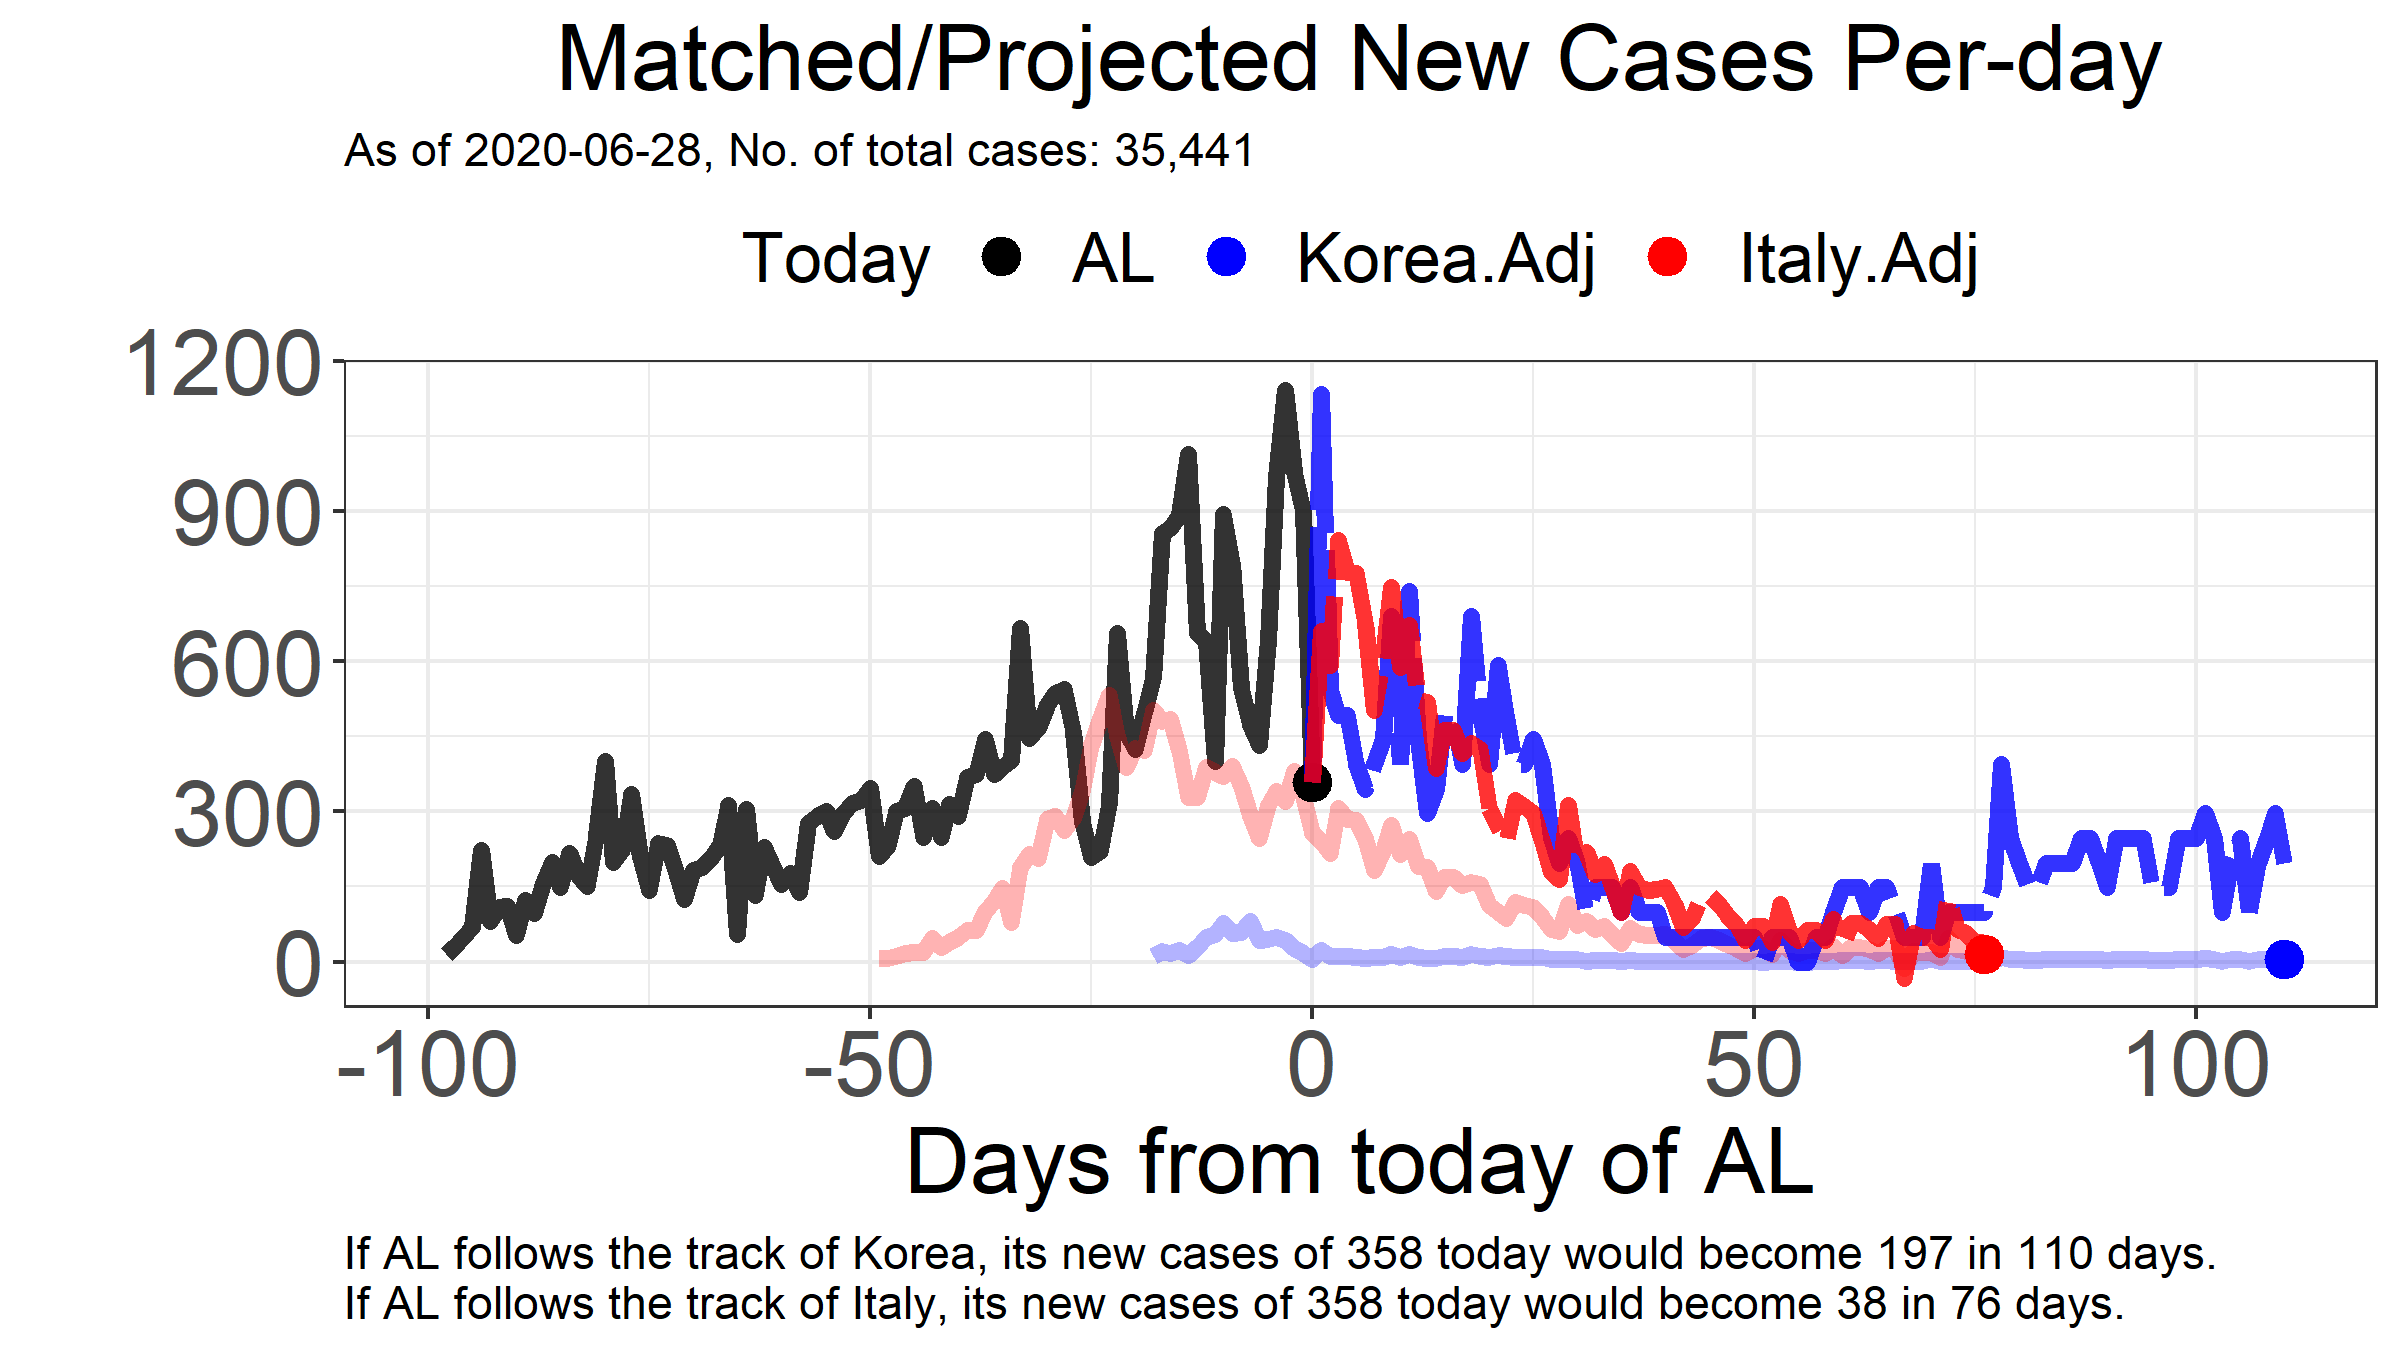 Matched/Projected New Cases Per-day
As of 2020-06-28, No. of total cases: 35,441
Today AL Korea.Adj Italy.Adj
1200
900
600
300
0
-100 -50 0 50 100
Days from today of AL
If AL follows the track of Korea, its new cases of 358 today would become 197 in 110 days.
If AL follows the track of Italy, its new cases of 358 today would become 38 in 76 days.